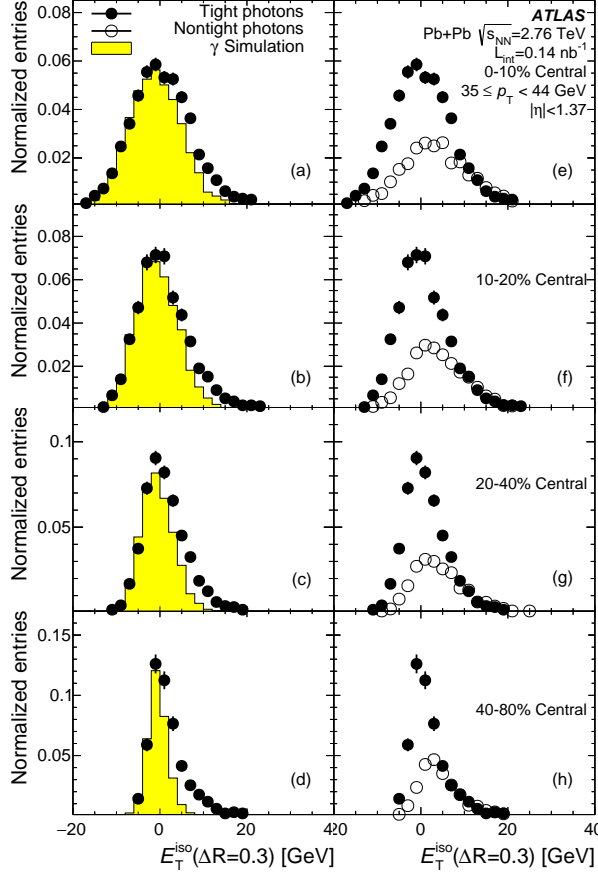 Normalized entries
0.08
0.06
0.04
0.02
Tight photons
Nontight photons
γ Simulation
(a)
ATLAS
Pb+Pb √sNN=2.76 TeV
Lint=0.14 nb-1
0-10% Central
35 ≤ pT < 44 GeV
|η|<1.37
(e)
Normalized entries
0.08
0.06
0.04
0.02
(b)
10-20% Central
(f)
Normalized entries
0.1
0.05
(c)
20-40% Central
(g)
Normalized entries
0.15
0.1
0.05
(d)
40-80% Central
(h)
−20 0 20 40
20 0 20 40
ETiso(ΔR=0.3) [GeV]
ETiso(ΔR=0.3) [GeV]